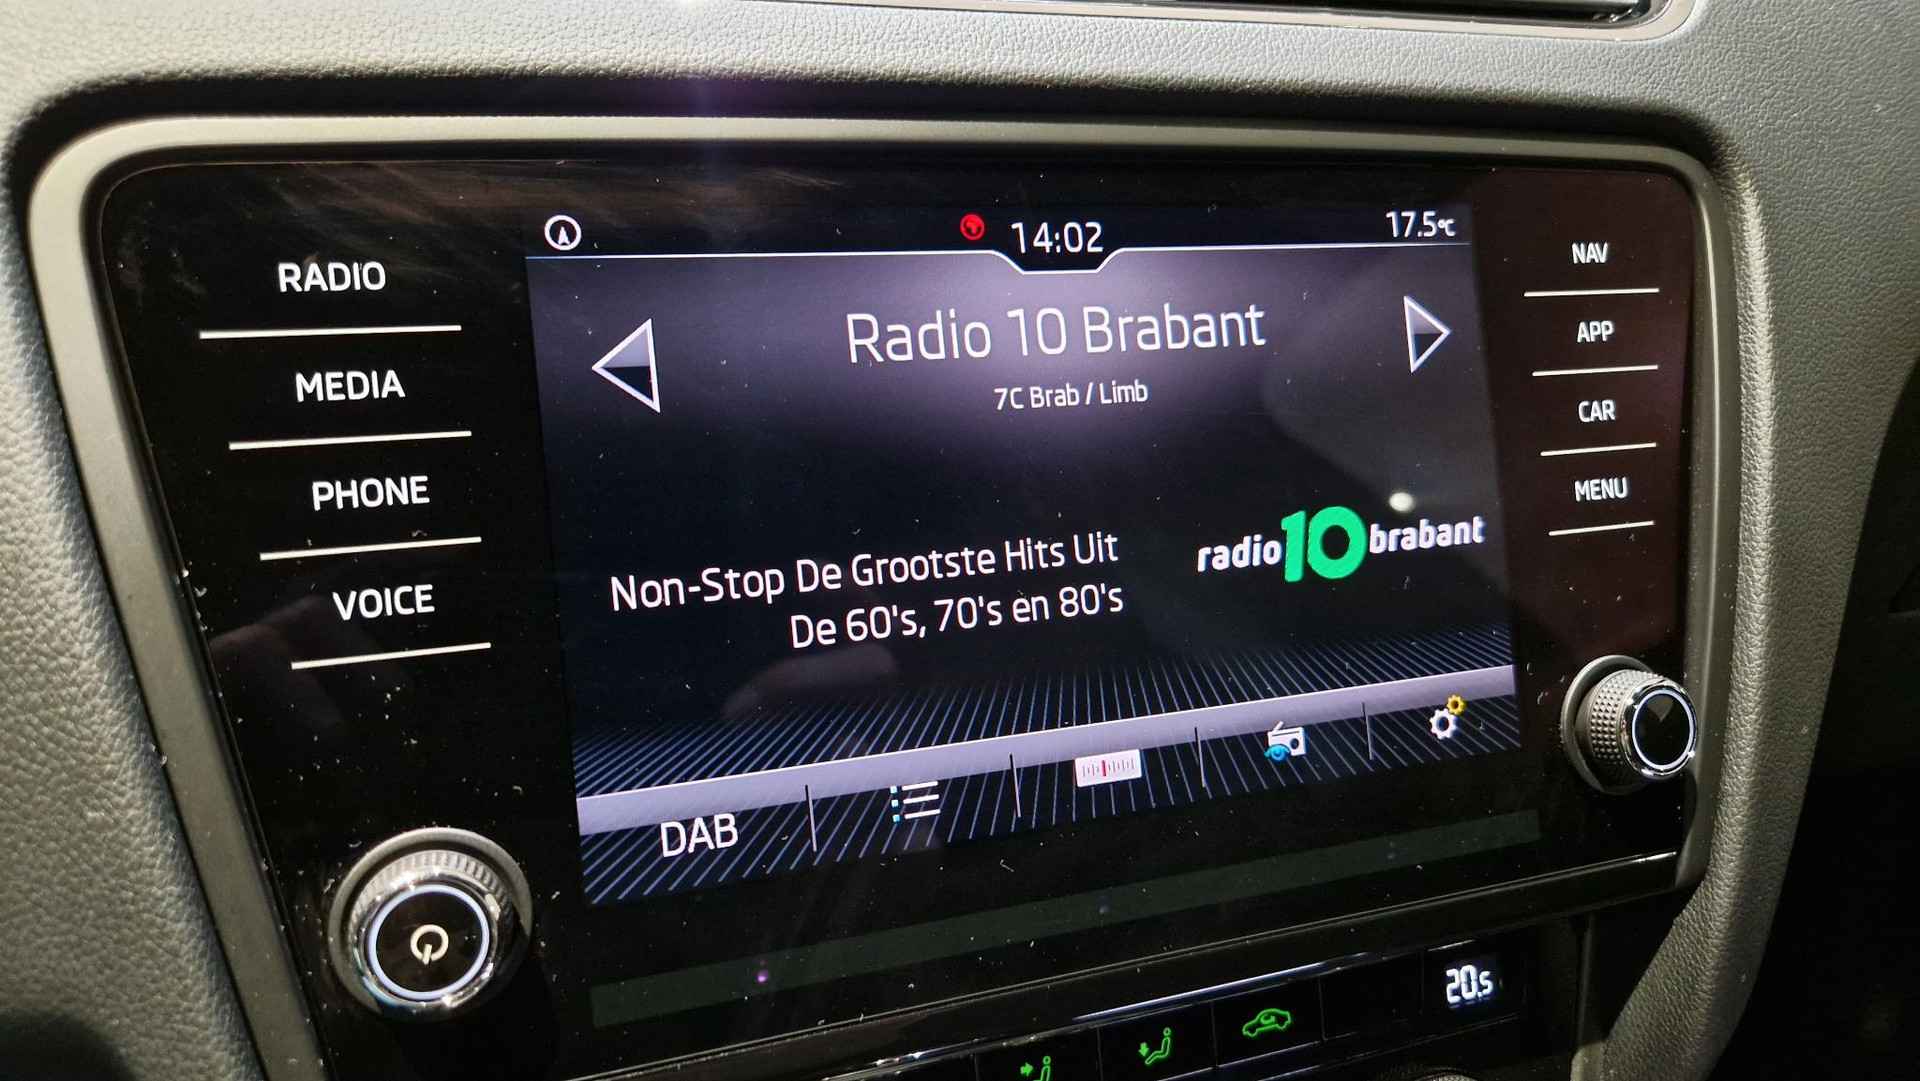 RADIO
MEDIA
PHONE
VOICE
14:02
17.5°C
Radio 10 Brabant
7C Brab / Limb
Non-Stop De Grootste Hits Uit
De 60's, 70's en 80's
radio10brabant
DAB
NAV
APP
CAR
MENU
20.5